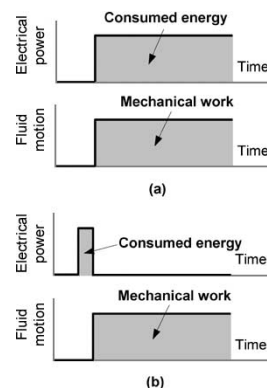 Consumed energy
Electrical
power
Time
Mechanical work
Fluid
motion
Time
(a)
Consumed energy
Electrical
power
Time
Mechanical work
Fluid
motion
Time
(b)